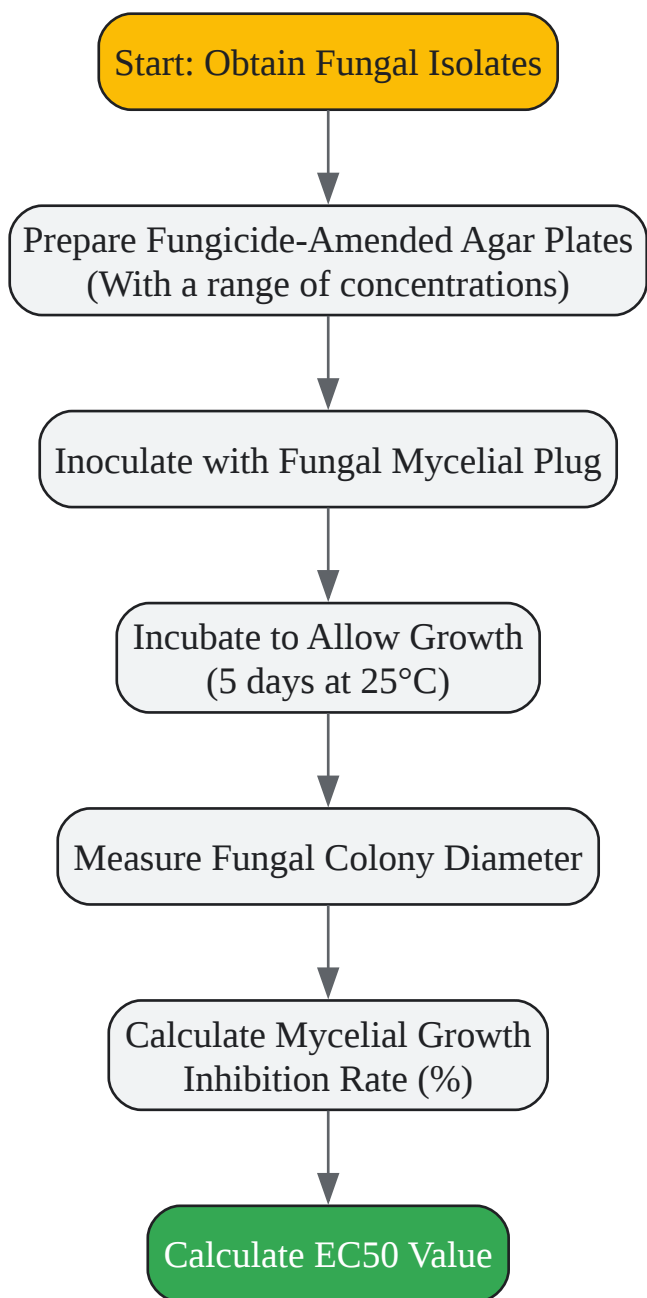 Start: Obtain Fungal Isolates
Prepare Fungicide-Amended Agar Plates
(With a range of concentrations)
Inoculate with Fungal Mycelial Plug
Incubate to Allow Growth
(5 days at 25°C)
Measure Fungal Colony Diameter
Calculate Mycelial Growth
Inhibition Rate (%)
Calculate EC50 Value